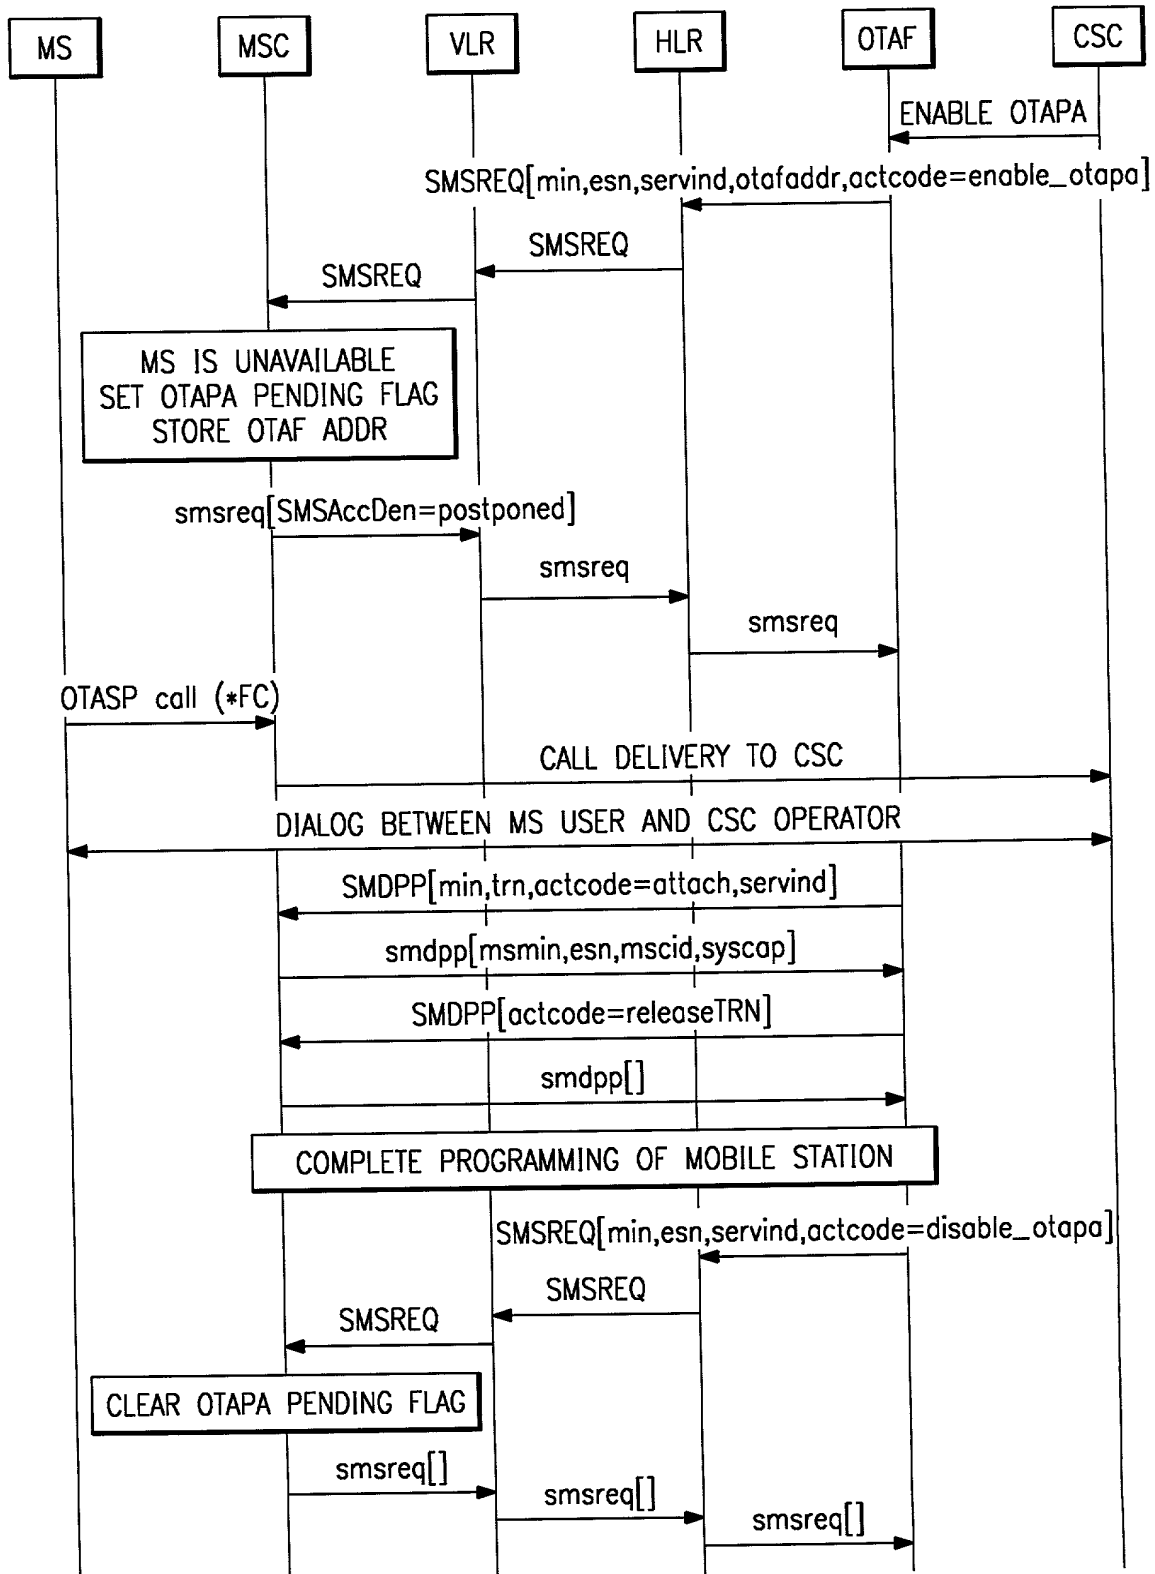 MS
MSC
VLR
HLR
OTAF
CSC
ENABLE OTAPA
SMSREQ[min,esn,servind,otafaddr,actcode=enable_otapa]
SMSREQ
SMSREQ
MS IS UNAVAILABLE
SET OTAPA PENDING FLAG
STORE OTAF ADDR
smsreq[SMSAccDen=postponed]
smsreq
smsreq
OTASP call (*FC)
CALL DELIVERY TO CSC
DIALOG BETWEEN MS USER AND CSC OPERATOR
SMDPP[min,trn,actcode=attach,servind]
smdpp[msmin,esn,mscid,syscap]
SMDPP[actcode=releaseTRN]
smdpp[]
COMPLETE PROGRAMMING OF MOBILE STATION
SMSREQ[min,esn,servind,actcode=disable_otapa]
SMSREQ
SMSREQ
CLEAR OTAPA PENDING FLAG
smsreq[]
smsreq[]
smsreq[]